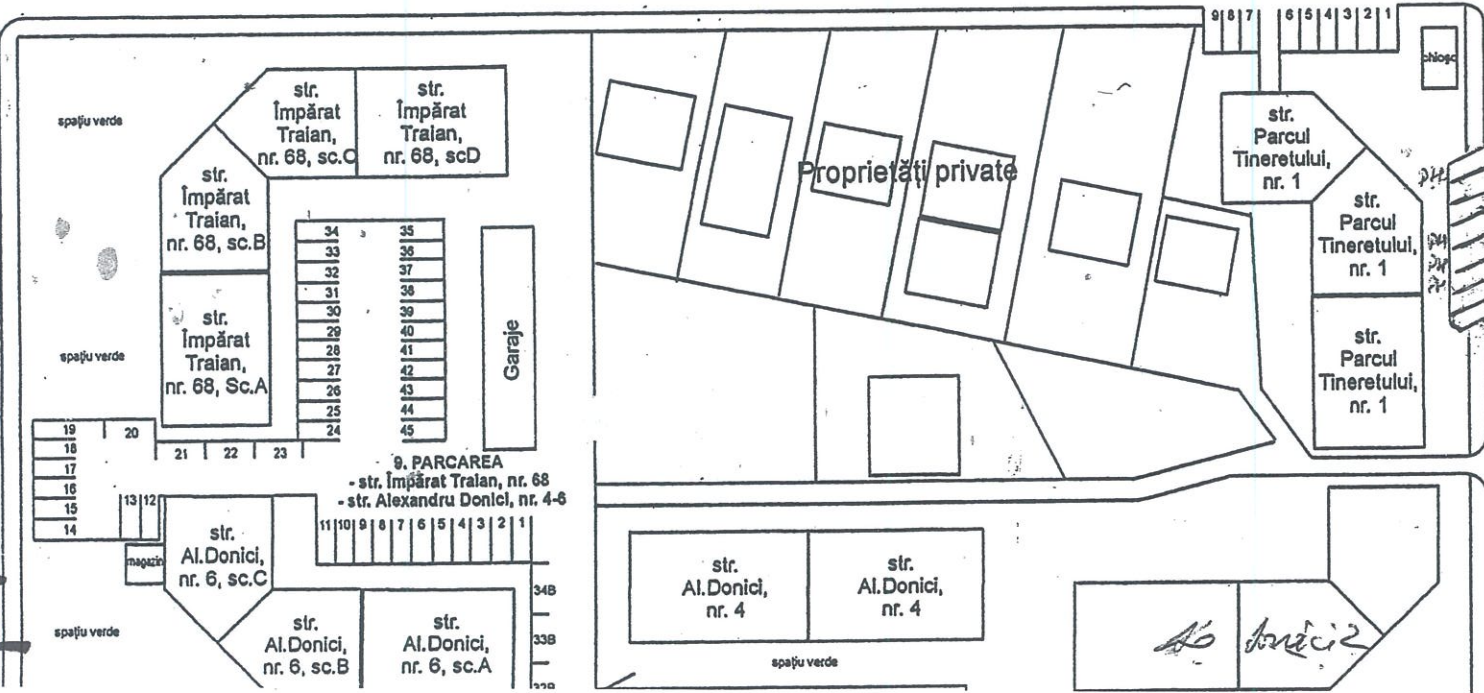 9 8 7 6 5 4 3 2 1
chiosc
spațiu verde
str.
Împărat
Traian,
nr. 68, sc.C
str.
Împărat
Traian,
nr. 68, scD
str.
Împărat
Traian,
nr. 68, sc.B
str.
Împărat
Traian,
nr. 68, Sc.A
spațiu verde
34 35
33 36
32 37
31 38
30 39
29 40
28 41
27 42
26 43
25 44
24 45
Garaje
Proprietăți private
str.
Parcul
Tineretului,
nr. 1
str.
Parcul
Tineretului,
nr. 1
str.
Parcul
Tineretului,
nr. 1
19
18
17
16
15
14
20
21 22 23
13 12
9. PARCAREA
- str. Împărat Traian, nr. 68
- str. Alexandru Donici, nr. 4-6
11 10 9 8 7 6 5 4 3 2 1
magazin
str.
Al.Donici,
nr. 6, sc.C
str.
Al.Donici,
nr. 6, sc.B
str.
Al.Donici,
nr. 6, sc.A
spațiu verde
34B
33B
32B
str.
Al.Donici,
nr. 4
str.
Al.Donici,
nr. 4
spațiu verde